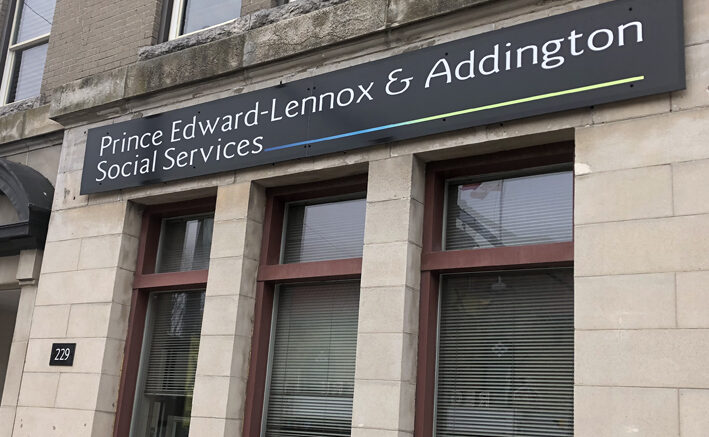 Prince Edward-Lennox & Addington
Social Services
229